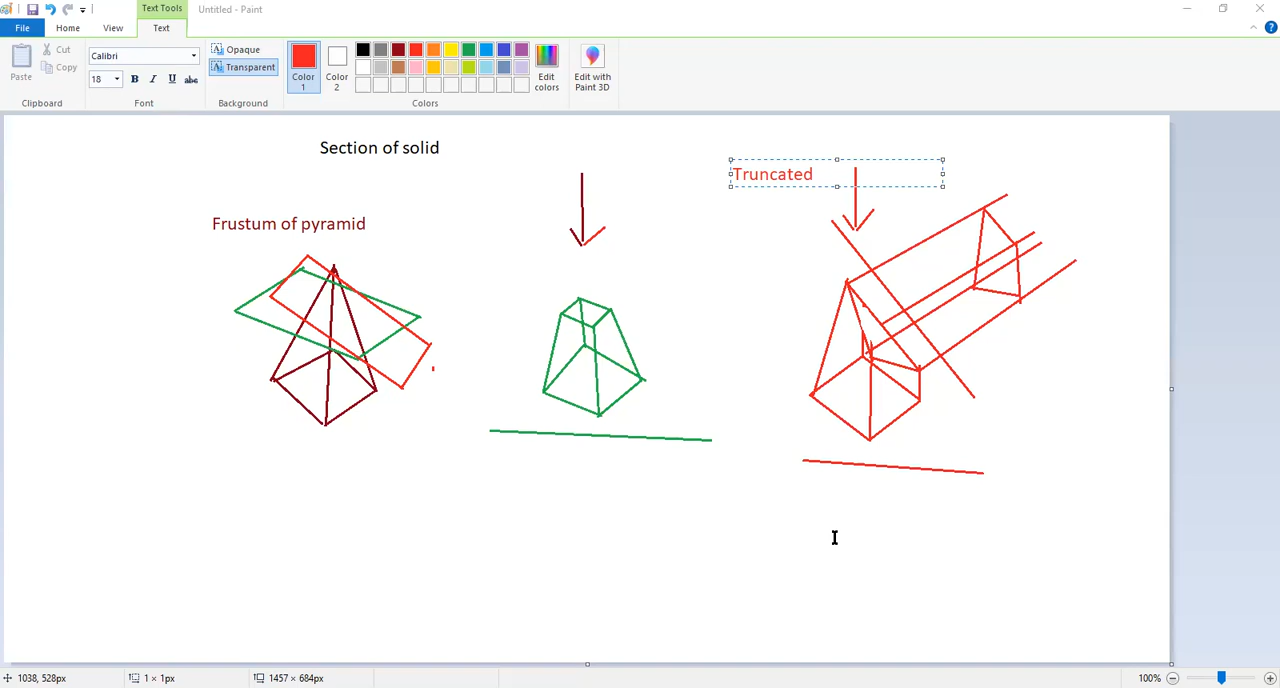 Text Tools
Untitled - Paint
File
Home
View
Text
Paste
Cut
Copy
Calibri
18
B
I
U
abc
Opaque
Transparent
Color 1
Color 2
Edit colors
Edit with Paint 3D
Clipboard
Font
Background
Colors
Section of solid
Truncated
Frustum of pyramid
1038, 528px
1 × 1px
1457 × 684px
100%